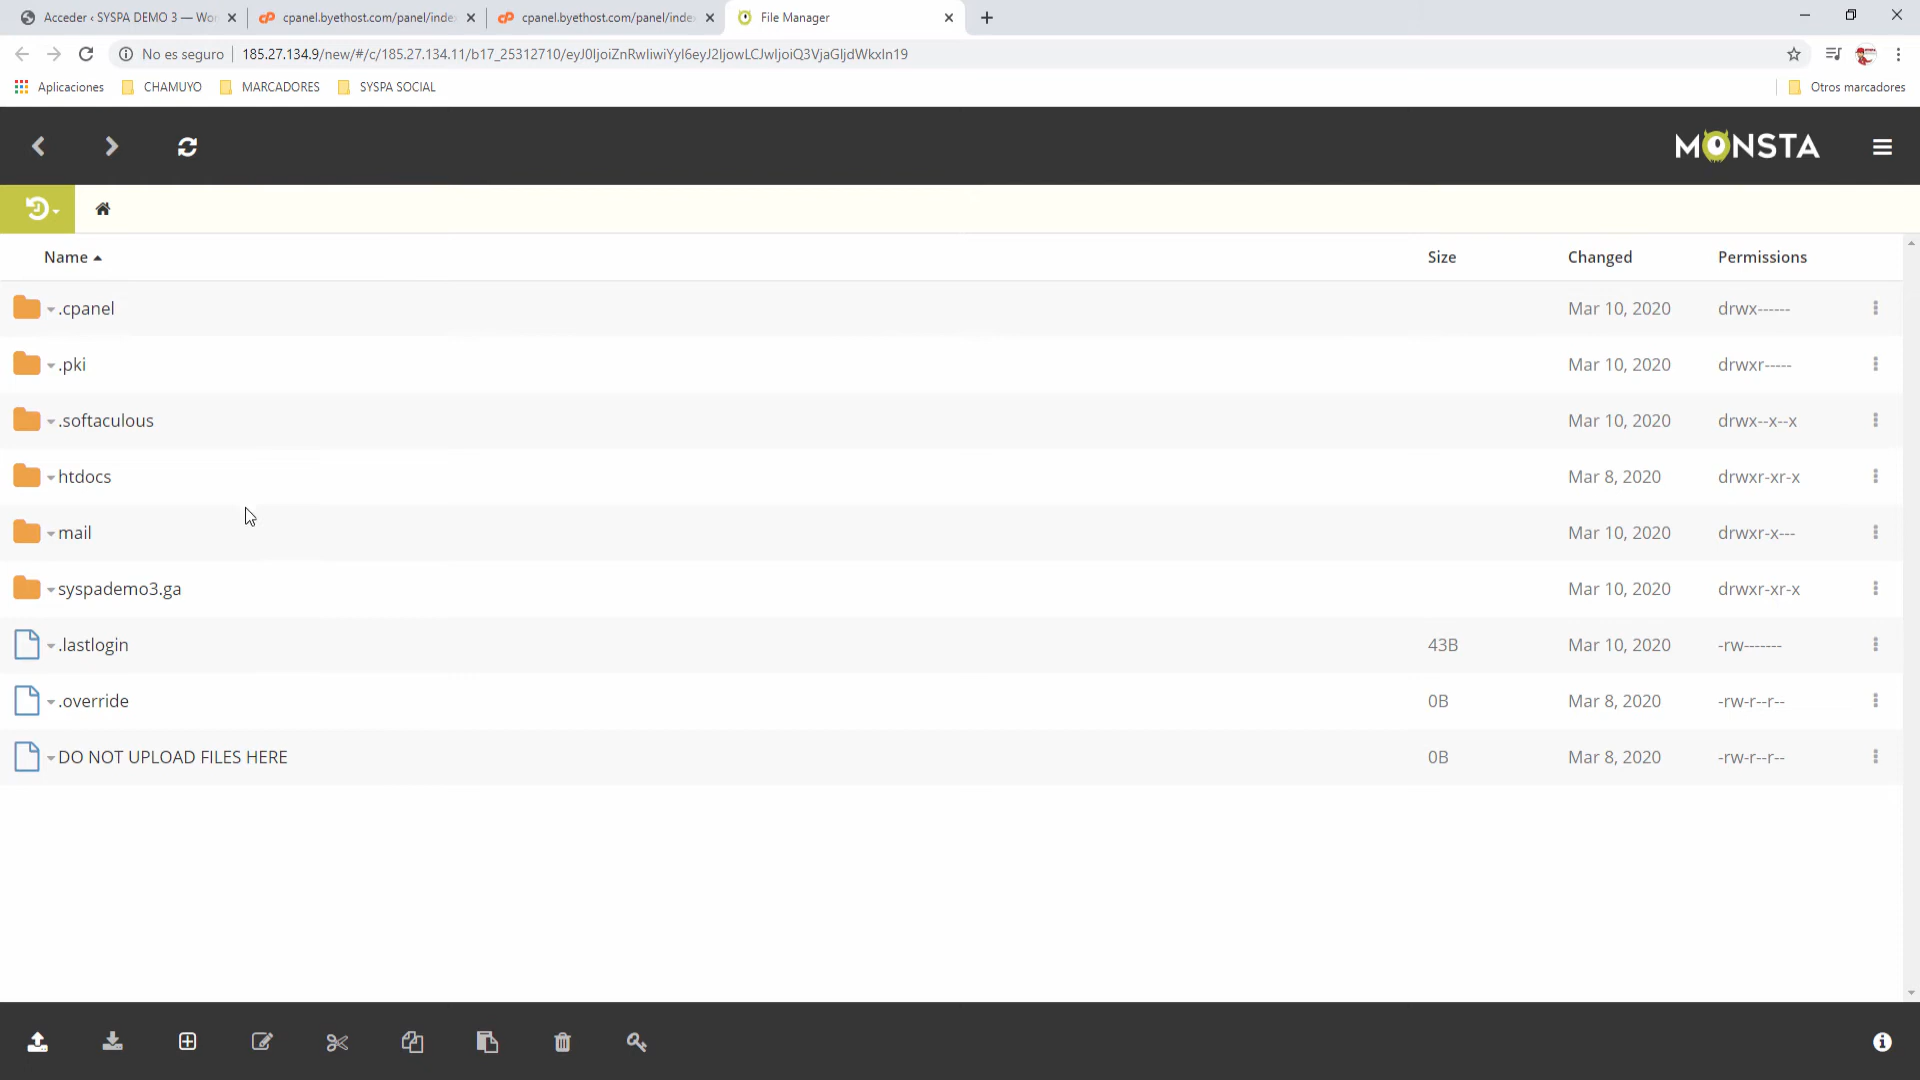 Acceder ‹ SYSPA DEMO 3 — Wor
cpanel.byethost.com/panel/inde
cpanel.byethost.com/panel/inde
File Manager
No es seguro
185.27.134.9/new/#/c/185.27.134.11/b17_25312710/eyJ0IjoiZnRwIiwiYyI6eyJ2IjowLCJwIjoiQ3VjaGljdWkxIn19
Aplicaciones
CHAMUYO
MARCADORES
SYSPA SOCIAL
Otros marcadores
MONSTA
Name Size Changed Permissions
.cpanel Mar 10, 2020 drwx------
.pki Mar 10, 2020 drwxr-----
.softaculous Mar 10, 2020 drwx--x--x
htdocs Mar 8, 2020 drwxr-xr-x
mail Mar 10, 2020 drwxr-x---
syspademo3.ga Mar 10, 2020 drwxr-xr-x
.lastlogin 43B Mar 10, 2020 -rw-------
.override 0B Mar 8, 2020 -rw-r--r--
DO NOT UPLOAD FILES HERE 0B Mar 8, 2020 -rw-r--r--